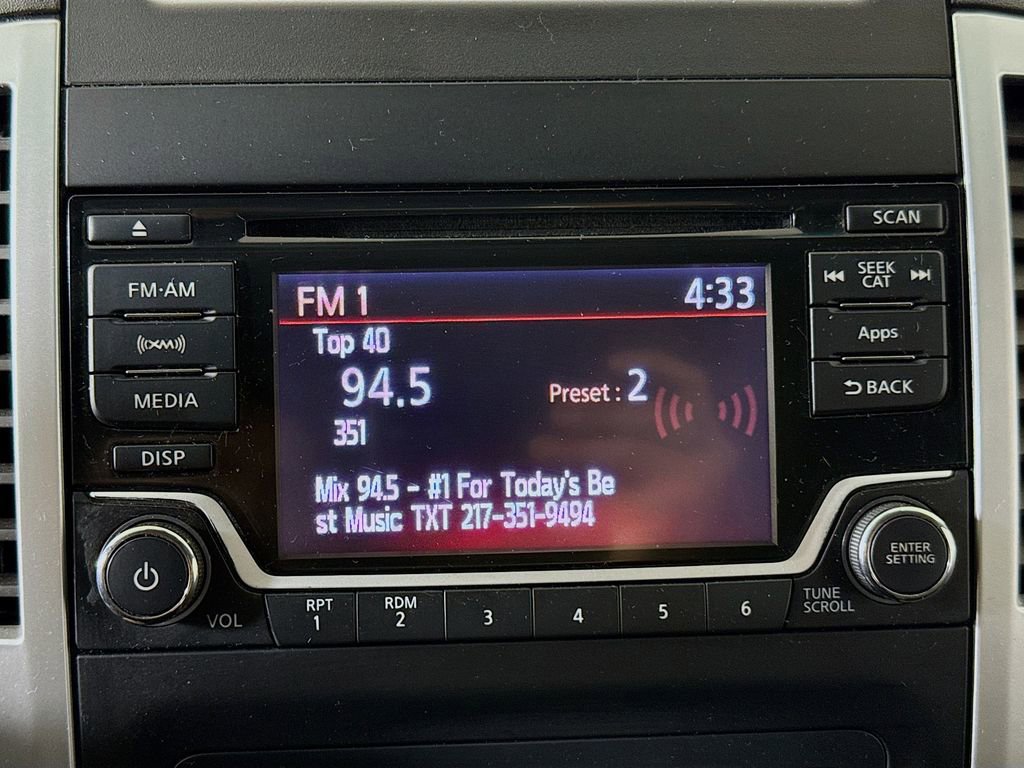 SCAN
FM·AM
SEEK
CAT
FM 1 4:33
Top 40
XM
Apps
94.5
Preset : 2
MEDIA
BACK
351
DISP
Mix 94.5 - #1 For Today's Be
st Music TXT 217-351-9494
ENTER
SETTING
VOL
RPT
1
RDM
2
3
4
5
6
TUNE
SCROLL